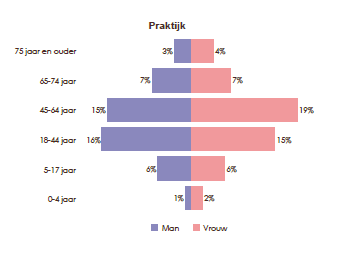 Praktijk
75 jaar en ouder 3% 4%
65-74 jaar 7% 7%
45-64 jaar 15% 19%
18-44 jaar 16% 15%
5-17 jaar 6% 6%
0-4 jaar 1% 2%
Man Vrouw